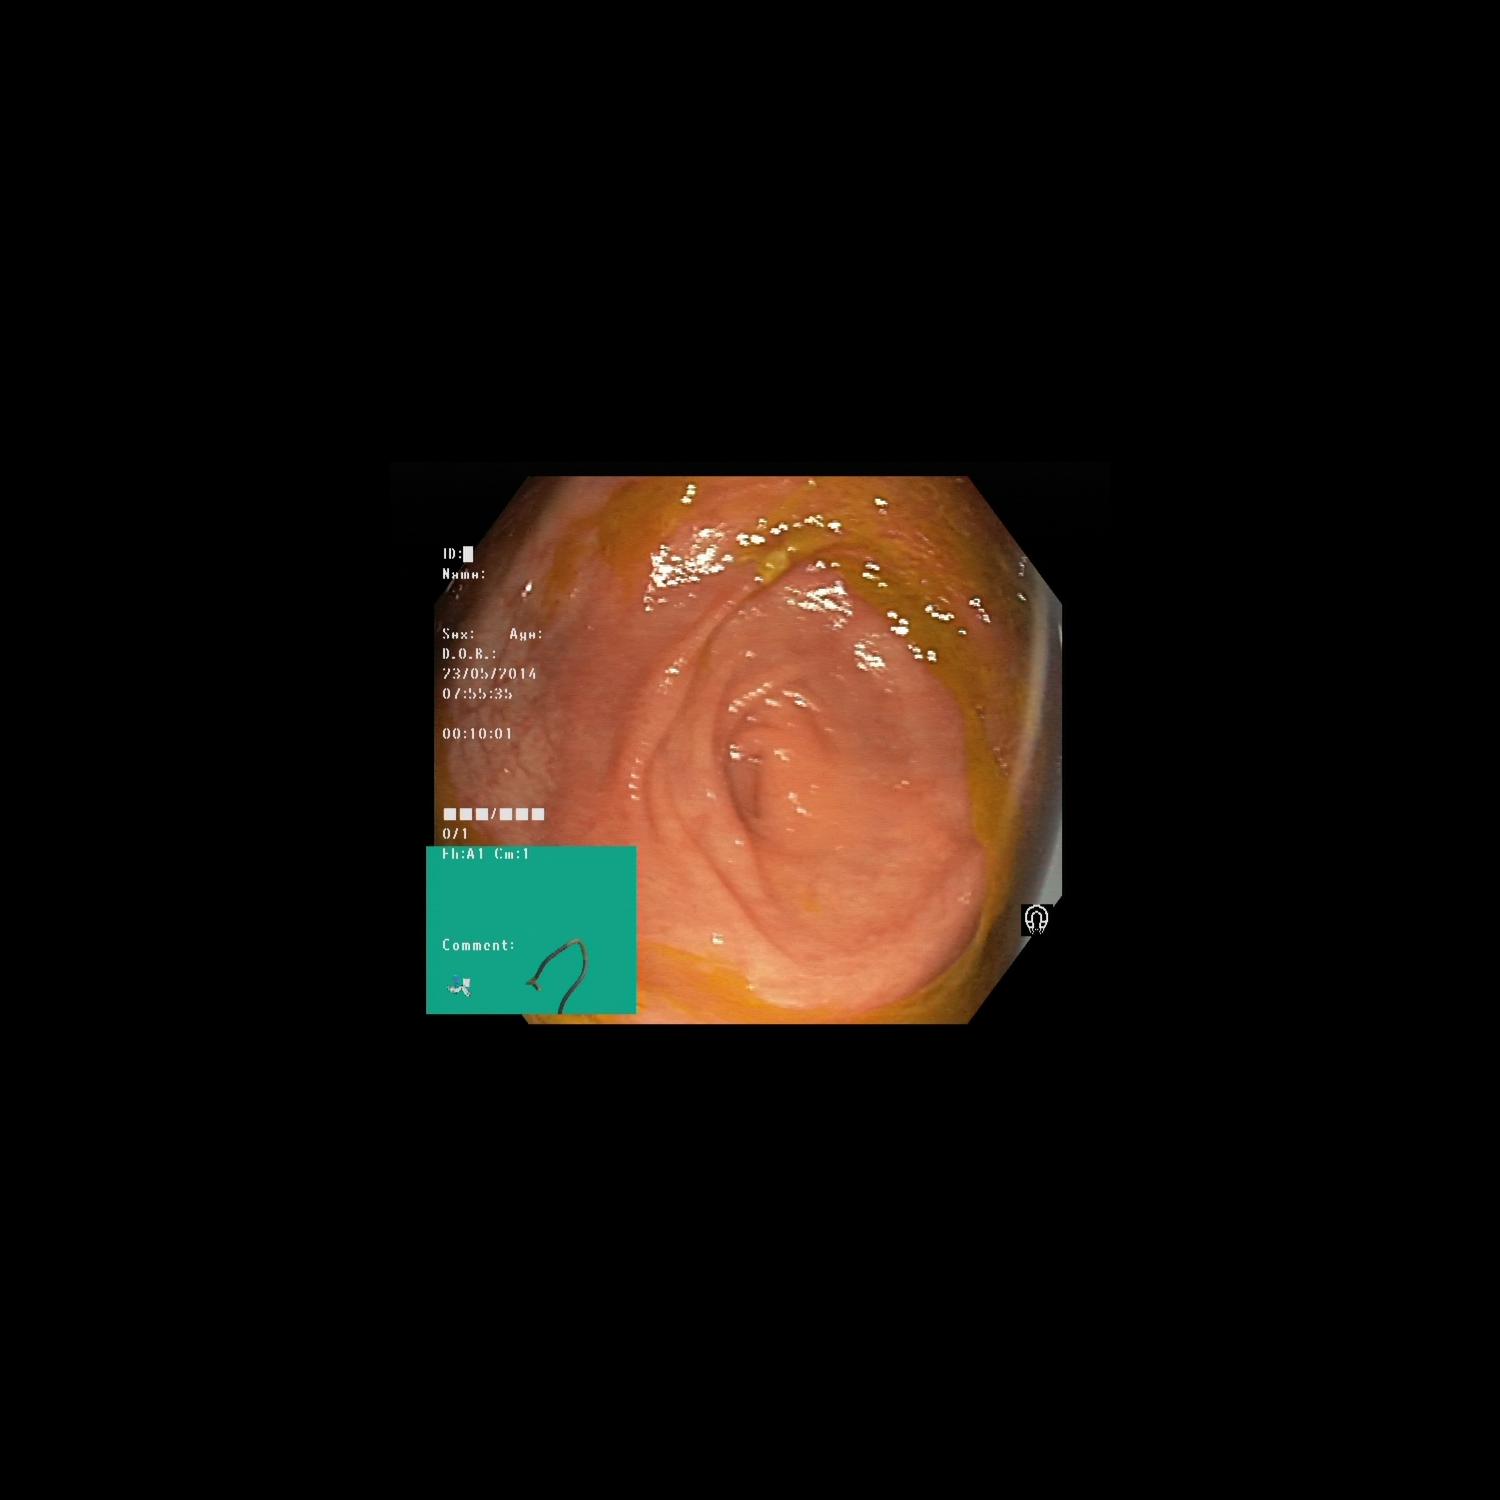 ID:
Name:
Sex: Age:
D.O.B.:
23/05/2014
07:55:35
00:10:01
■■■/■■■
0/1
Eh:A1 Cm:1
Comment: